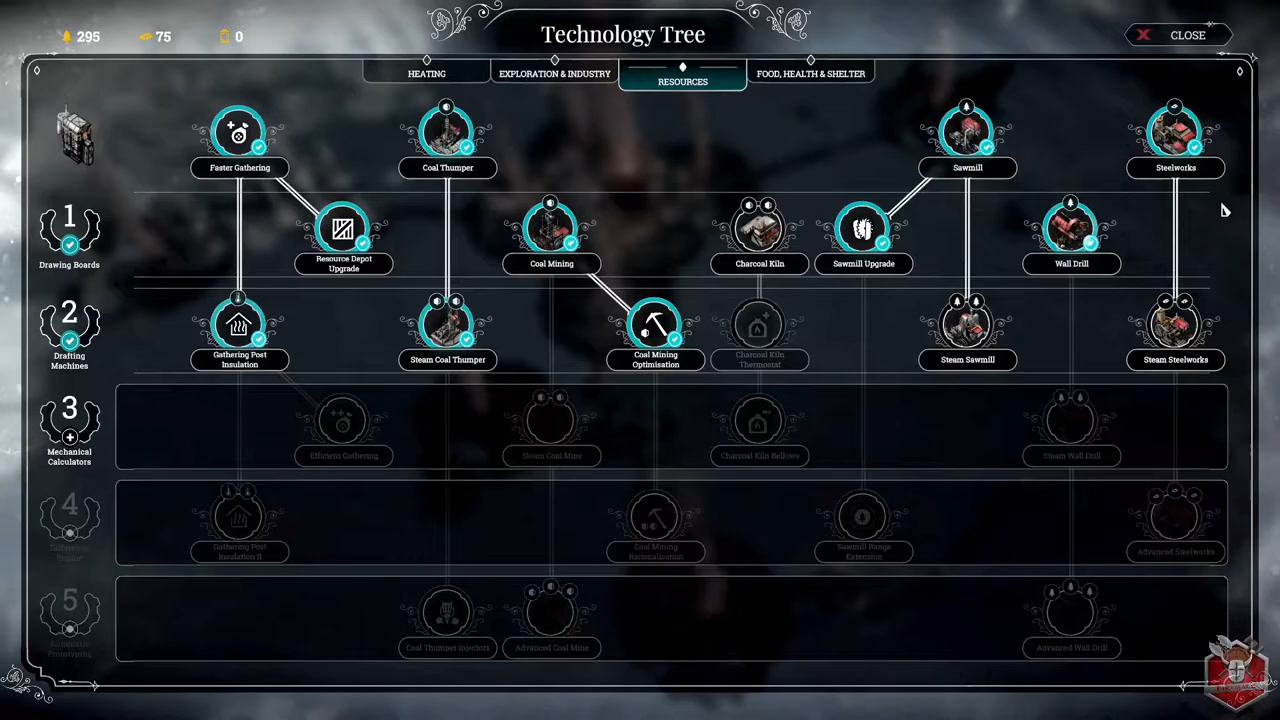 295
75
0
Technology Tree
CLOSE
HEATING
EXPLORATION & INDUSTRY
RESOURCES
FOOD, HEALTH & SHELTER
Faster Gathering
Coal Thumper
Sawmill
Steelworks
1
Drawing Boards
Resource Depot
Upgrade
Coal Mining
Charcoal Kiln
Sawmill Upgrade
Wall Drill
2
Drafting
Machines
Gathering Post
Insulation
Steam Coal Thumper
Coal Mining
Optimisation
Charcoal Kiln
Thermostat
Steam Sawmill
Steam Steelworks
3
Mechanical
Calculators
Efficient Gathering
Steam Coal Mine
Charcoal Kiln Bellows
Steam Wall Drill
4
Difference
Engine
Gathering Post
Insulation II
Coal Mining
Rationalisation
Sawmill Range
Extension
Advanced Steelworks
5
Automatic
Prototyping
Coal Thumper Injectors
Advanced Coal Mine
Advanced Wall Drill